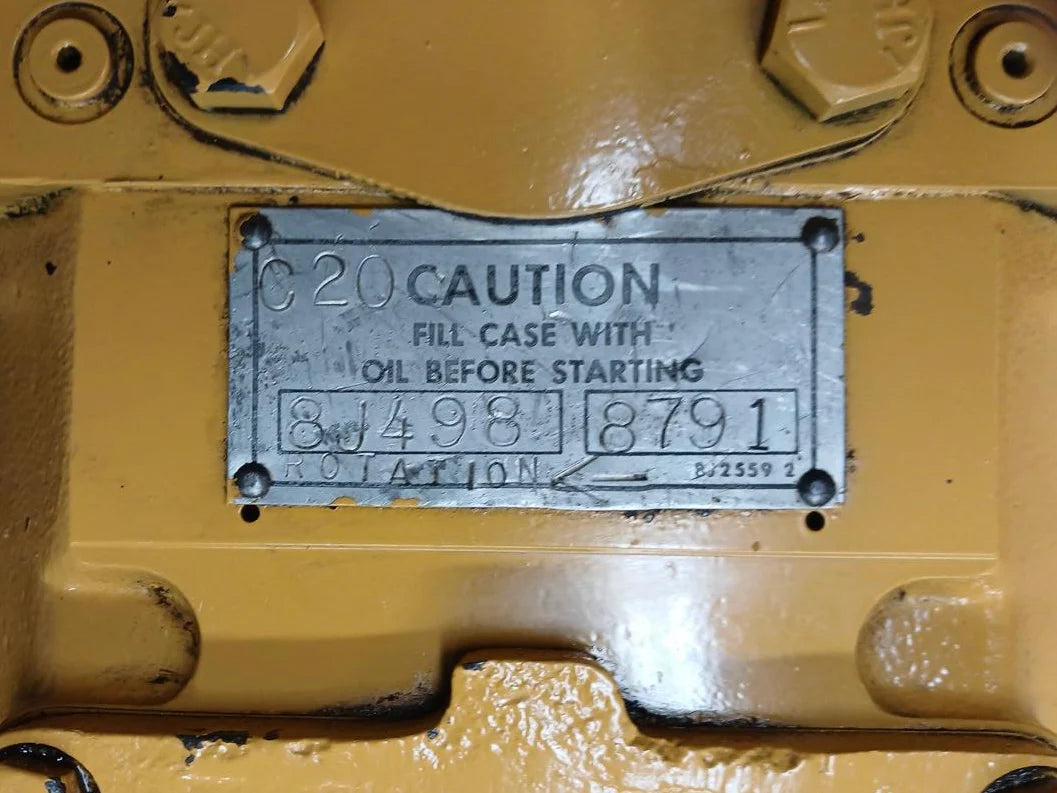 C20 CAUTION
FILL CASE WITH
OIL BEFORE STARTING
8J498 8791
ROTATION ←
8J2559 2